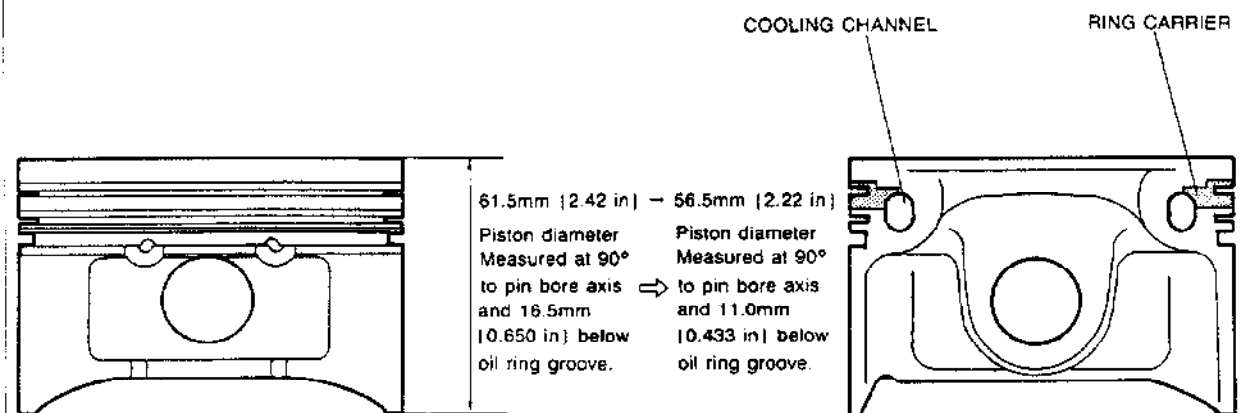 COOLING CHANNEL
RING CARRIER
61.5mm [2.42 in] → 56.5mm [2.22 in]
Piston diameter
Measured at 90°
to pin bore axis
and 16.5mm
[0.650 in] below
oil ring groove.
⇨
Piston diameter
Measured at 90°
to pin bore axis
and 11.0mm
[0.433 in] below
oil ring groove.